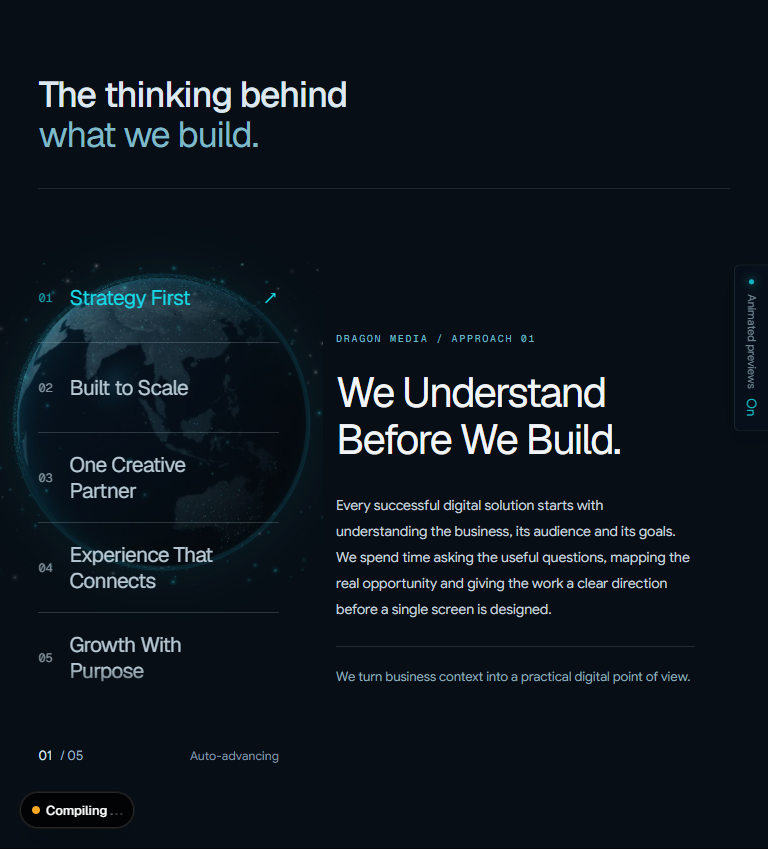 The thinking behind
what we build.
01 Strategy First ↗
02 Built to Scale
03 One Creative
Partner
04 Experience That
Connects
05 Growth With
Purpose
01 / 05 Auto-advancing
DRAGON MEDIA / APPROACH 01
We Understand
Before We Build.
Every successful digital solution starts with
understanding the business, its audience and its goals.
We spend time asking the useful questions, mapping the
real opportunity and giving the work a clear direction
before a single screen is designed.
We turn business context into a practical digital point of view.
Animated previews On
Compiling ...